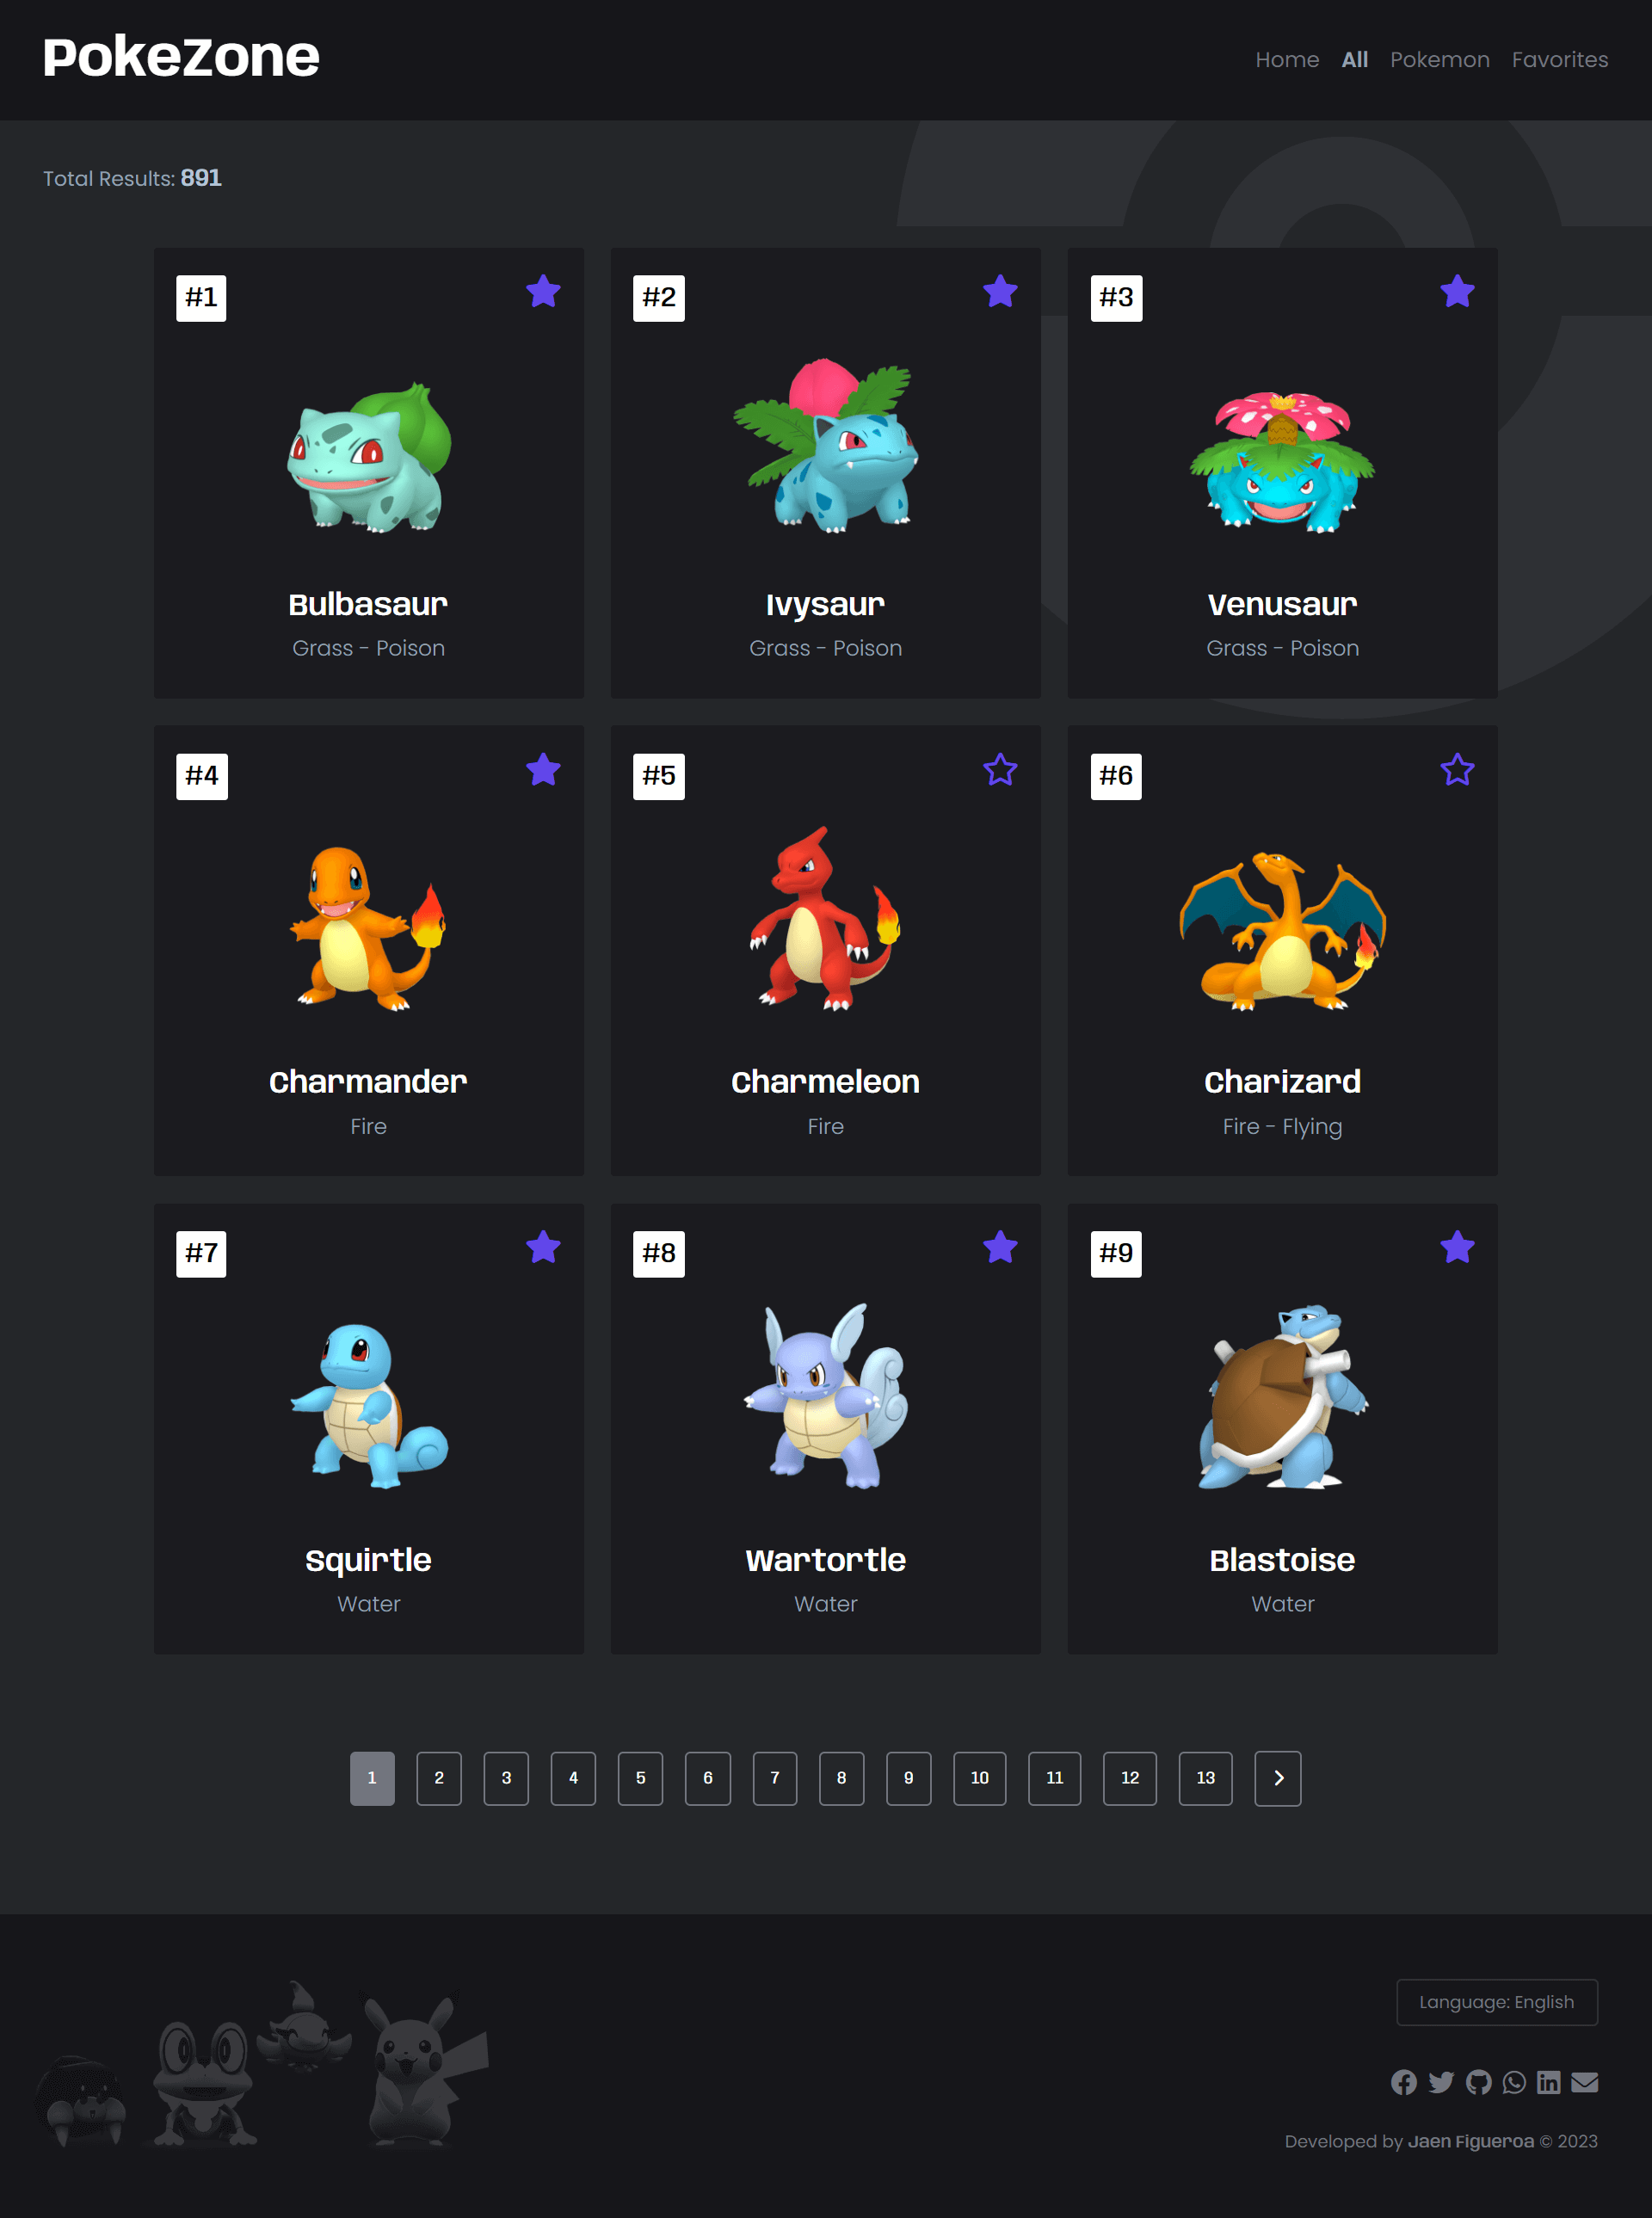 PokeZone
Home All Pokemon Favorites
Total Results: 891
#1
Bulbasaur
Grass - Poison
#2
Ivysaur
Grass - Poison
#3
Venusaur
Grass - Poison
#4
Charmander
Fire
#5
Charmeleon
Fire
#6
Charizard
Fire - Flying
#7
Squirtle
Water
#8
Wartortle
Water
#9
Blastoise
Water
1 2 3 4 5 6 7 8 9 10 11 12 13
Language: English
Developed by Jaen Figueroa © 2023